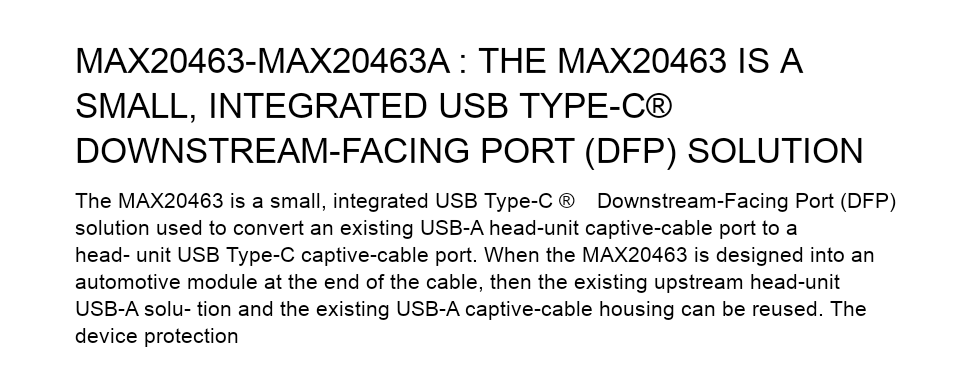 MAX20463-MAX20463A : THE MAX20463 IS A
SMALL, INTEGRATED USB TYPE-C®
DOWNSTREAM-FACING PORT (DFP) SOLUTION
The MAX20463 is a small, integrated USB Type-C ® Downstream-Facing Port (DFP)
solution used to convert an existing USB-A head-unit captive-cable port to a
head- unit USB Type-C captive-cable port. When the MAX20463 is designed into an
automotive module at the end of the cable, then the existing upstream head-unit
USB-A solu- tion and the existing USB-A captive-cable housing can be reused. The
device protection